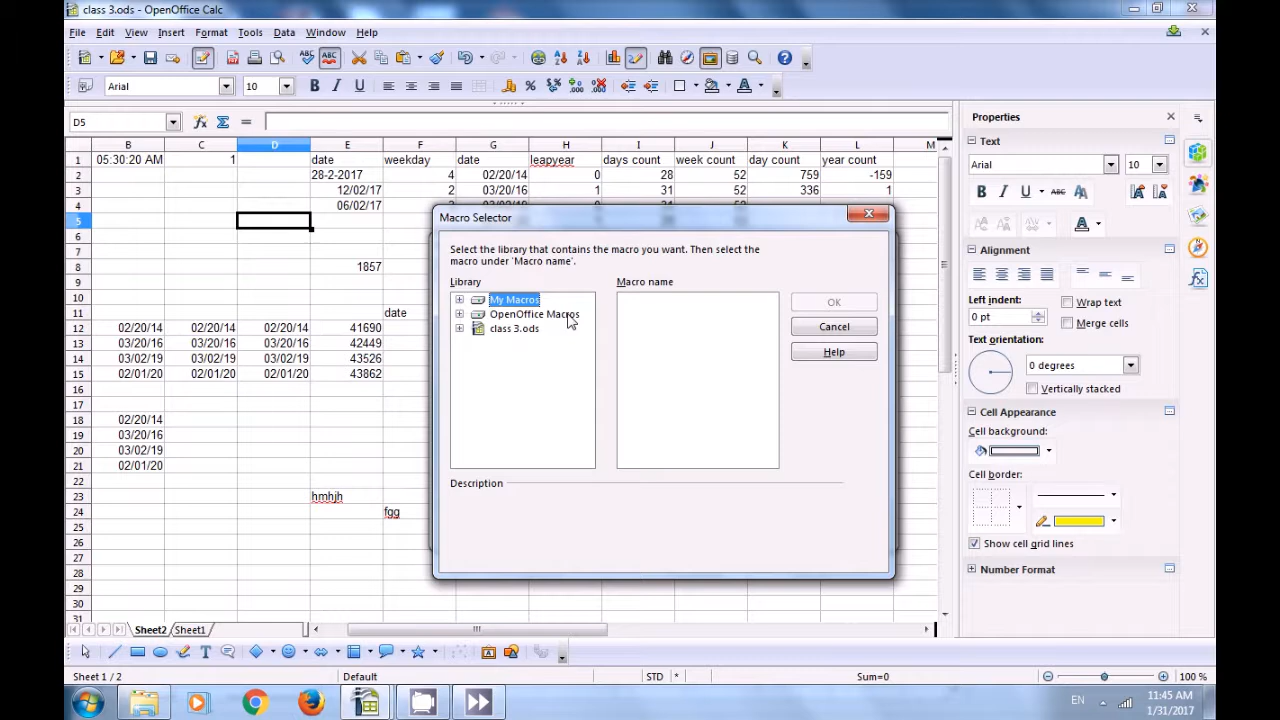 class 3.ods - OpenOffice Calc
File Edit View Insert Format Tools Data Window Help
Arial 10
D5
B C D E F G H I J K L M
1 05:30:20 AM 1 date weekday date leapyear days count week count day count year count
2 28-2-2017 4 02/20/14 0 28 52 759 -159
3 12/02/17 2 03/20/16 1 31 52 336 1
4 06/02/17
5
6
7
8 1857
9
10
11 date
12 02/20/14 02/20/14 02/20/14 41690
13 03/20/16 03/20/16 03/20/16 42449
14 03/02/19 03/02/19 03/02/19 43526
15 02/01/20 02/01/20 02/01/20 43862
16
17
18 02/20/14
19 03/20/16
20 03/02/19
21 02/01/20
22
23 hmhjh
24 fgg
25
26
27
28
29
30
31
Macro Selector
Select the library that contains the macro you want. Then select the
macro under 'Macro name'.
Library
Macro name
My Macros
OpenOffice Macros
class 3.ods
OK
Cancel
Help
Description
Properties
Text
Arial 10
B I U ABC
Alignment
Left indent:
0 pt
Wrap text
Merge cells
Text orientation:
0 degrees
Vertically stacked
Cell Appearance
Cell background:
Cell border:
Show cell grid lines
Number Format
Sheet2 Sheet1
Sheet 1 / 2 Default STD * Sum=0 100 %
EN 11:45 AM
1/31/2017